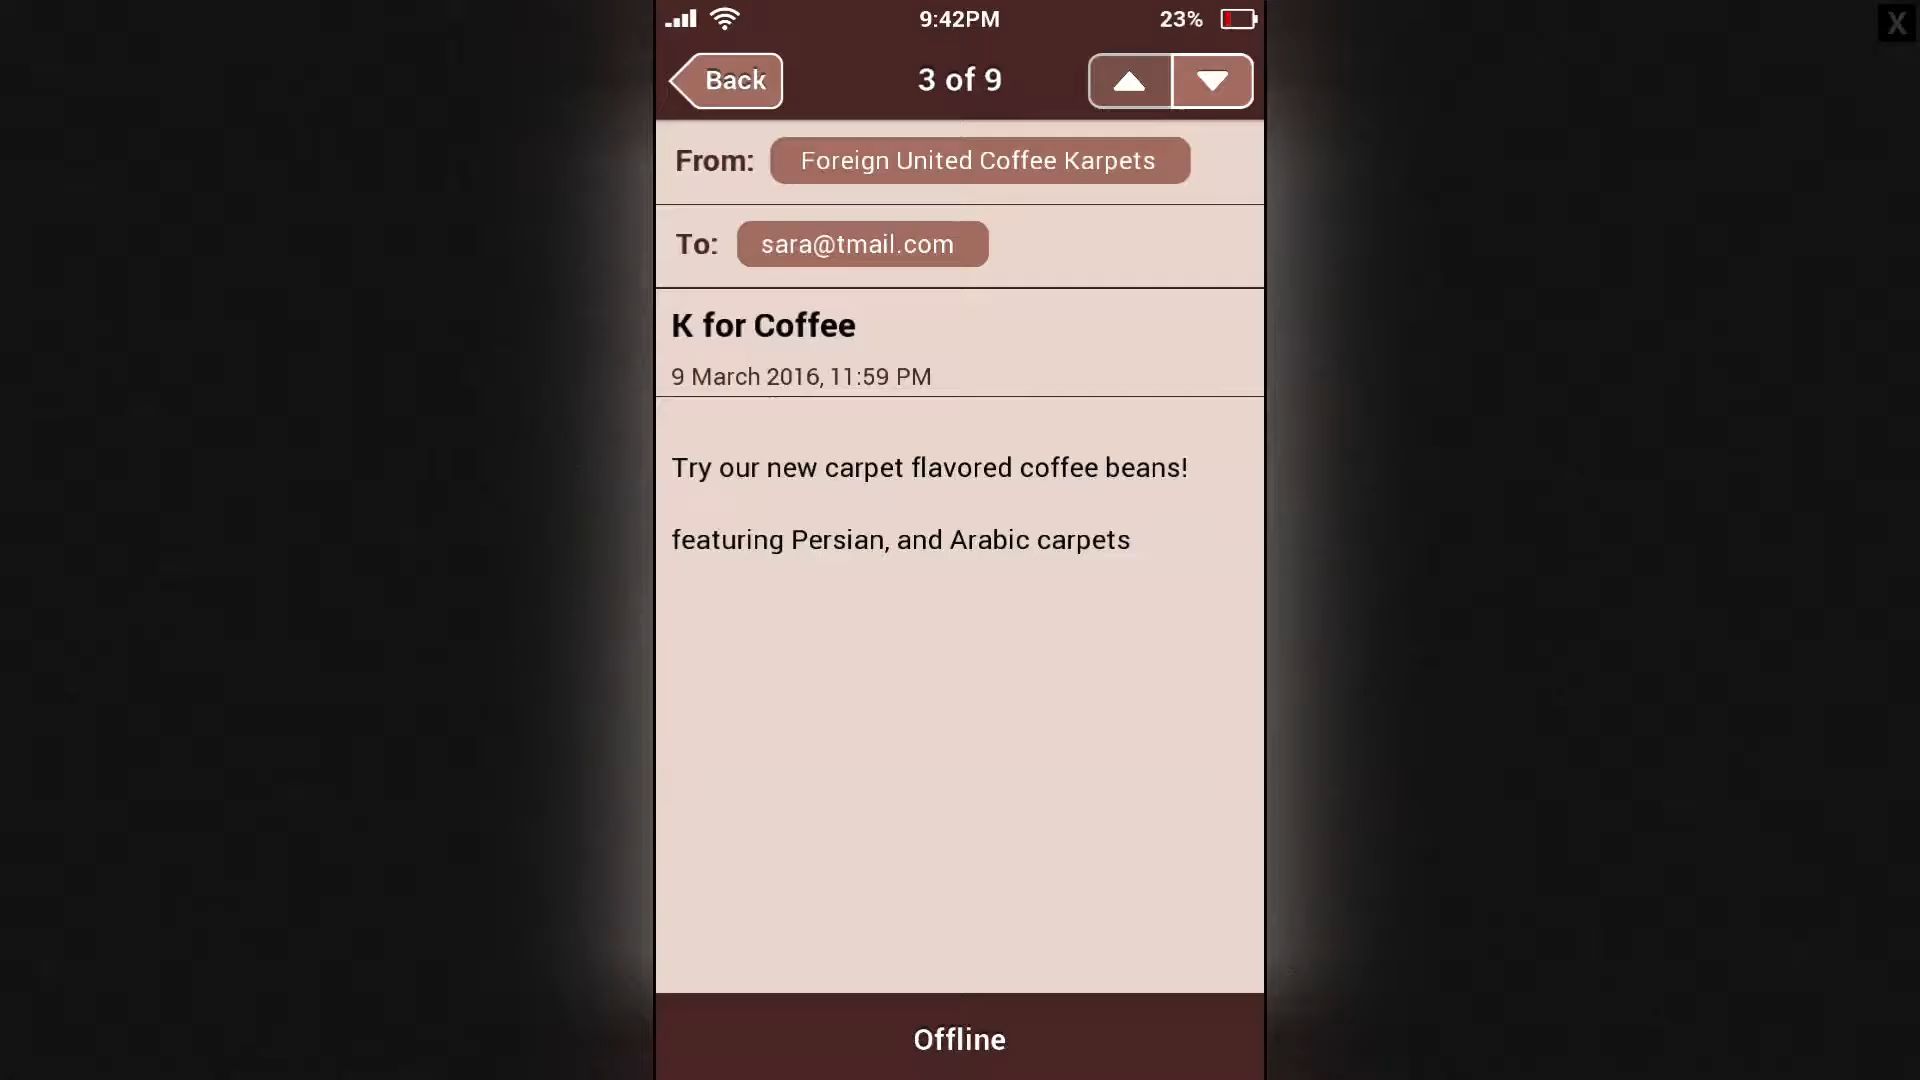 9:42PM
23%
X
Back
3 of 9
From: Foreign United Coffee Karpets
To: sara@tmail.com
K for Coffee
9 March 2016, 11:59 PM
Try our new carpet flavored coffee beans!
featuring Persian, and Arabic carpets
Offline